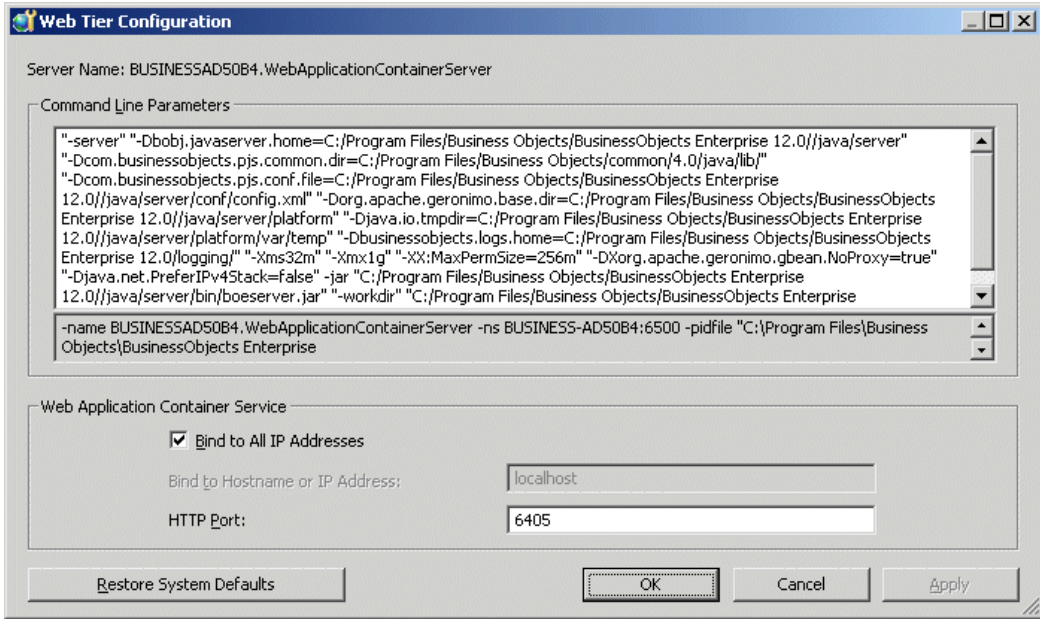 Web Tier Configuration
Server Name: BUSINESSAD50B4.WebApplicationContainerServer
Command Line Parameters
"-server" "-Dbobj.javaserver.home=C:/Program Files/Business Objects/BusinessObjects Enterprise 12.0//java/server"
"-Dcom.businessobjects.pjs.common.dir=C:/Program Files/Business Objects/common/4.0/java/lib/"
"-Dcom.businessobjects.pjs.conf.file=C:/Program Files/Business Objects/BusinessObjects Enterprise
12.0//java/server/conf/config.xml" "-Dorg.apache.geronimo.base.dir=C:/Program Files/Business Objects/BusinessObjects
Enterprise 12.0//java/server/platform" "-Djava.io.tmpdir=C:/Program Files/Business Objects/BusinessObjects Enterprise
12.0//java/server/platform/var/temp" "-Dbusinessobjects.logs.home=C:/Program Files/Business Objects/BusinessObjects
Enterprise 12.0/logging/" "-Xms32m" "-Xmx1g" "-XX:MaxPermSize=256m" "-DXorg.apache.geronimo.gbean.NoProxy=true"
"-Djava.net.PreferIPv4Stack=false" -jar "C:/Program Files/Business Objects/BusinessObjects Enterprise
12.0//java/server/bin/boeserver.jar" "-workdir" "C:/Program Files/Business Objects/BusinessObjects Enterprise
-name BUSINESSAD50B4.WebApplicationContainerServer -ns BUSINESS-AD50B4:6500 -pidfile "C:\Program Files\Business
Objects\BusinessObjects Enterprise
Web Application Container Service
Bind to All IP Addresses
Bind to Hostname or IP Address: localhost
HTTP Port: 6405
Restore System Defaults OK Cancel Apply